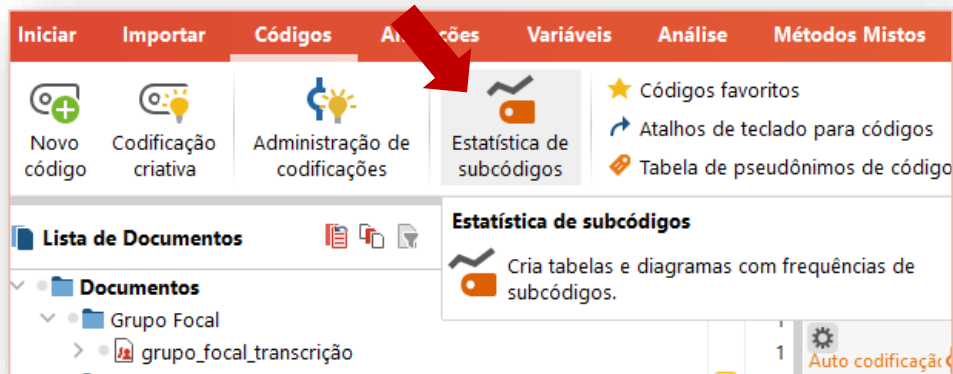 Iniciar Importar Códigos Variáveis Análise Métodos Mistos
Novo código
Codificação criativa
Administração de codificações
Estatística de subcódigos
Códigos favoritos
Atalhos de teclado para códigos
Tabela de pseudônimos de código
Lista de Documentos
Estatística de subcódigos
Cria tabelas e diagramas com frequências de
subcódigos.
Documentos
Grupo Focal
grupo_focal_transcrição
1
1
Auto codificação